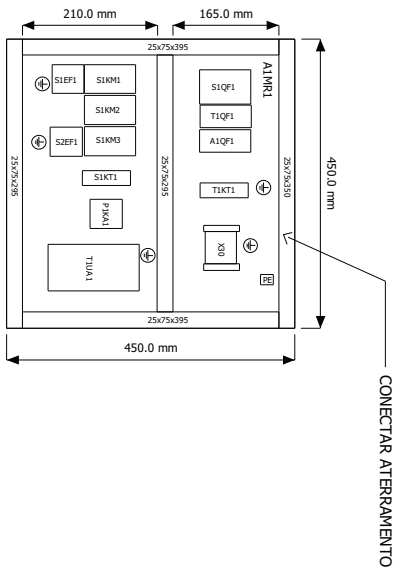 210.0 mm
165.0 mm
25x75x395
S1EF1
S1KM1
S1KM2
S2EF1
S1KM3
S1KT1
P1KA1
T1UA1
25x75x295
25x75x295
A1MR1
S1QF1
T1QF1
A1QF1
T1KT1
X30
PE
25x75x350
450.0 mm
25x75x395
450.0 mm
CONECTAR ATERRAMENTO